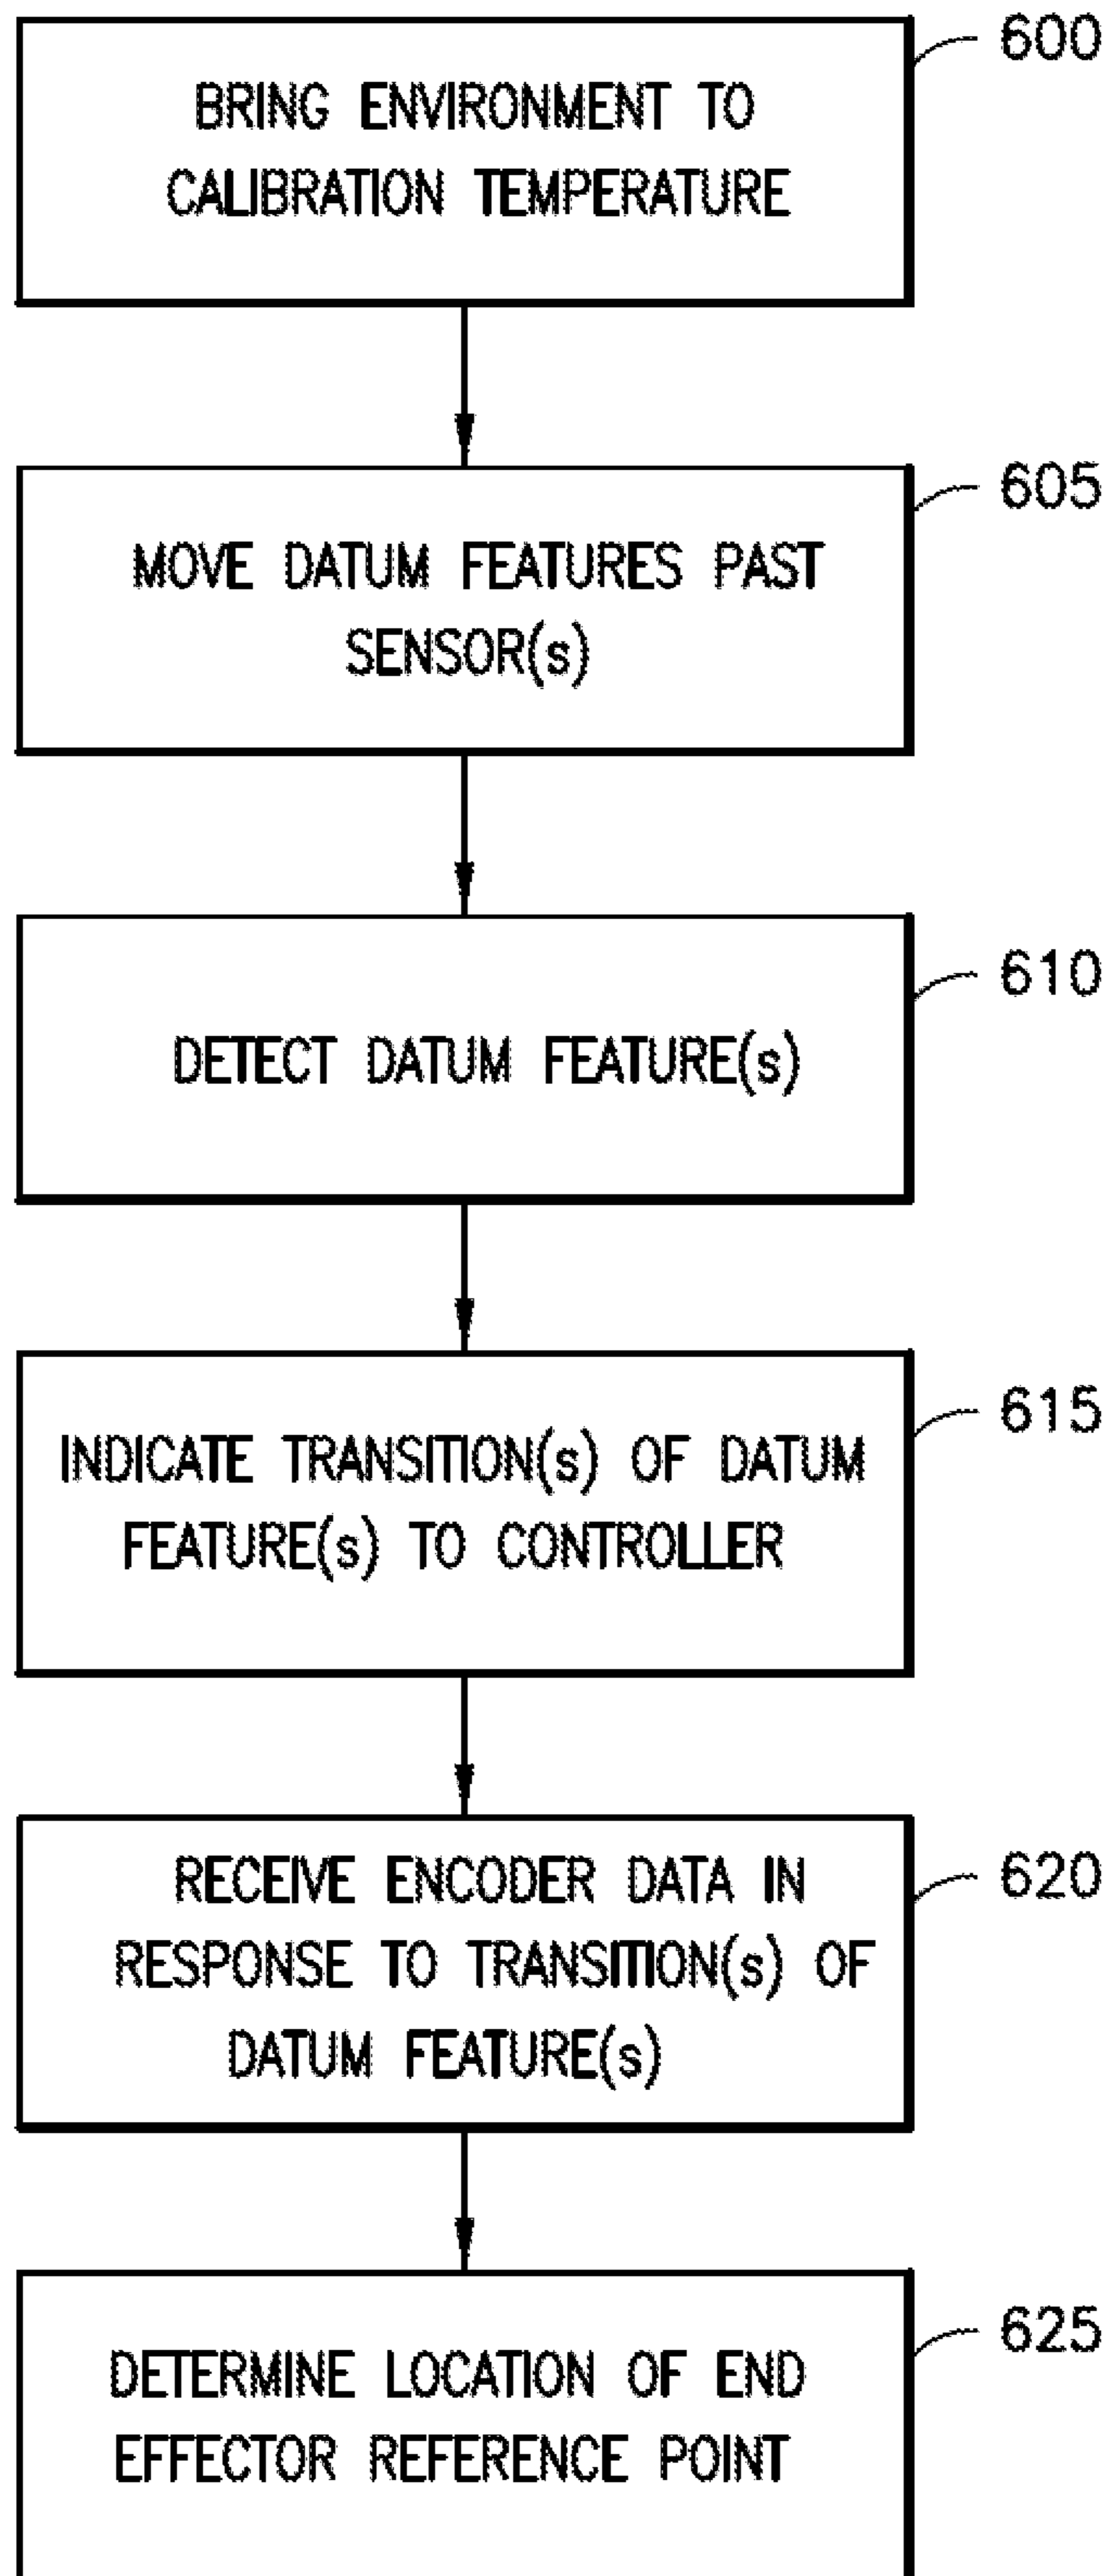 600
BRING ENVIRONMENT TO
CALIBRATION TEMPERATURE
605
MOVE DATUM FEATURES PAST
SENSOR(s)
610
DETECT DATUM FEATURE(s)
615
INDICATE TRANSITION(s) OF DATUM
FEATURE(s) TO CONTROLLER
620
RECEIVE ENCODER DATA IN
RESPONSE TO TRANSITION(s) OF
DATUM FEATURE(s)
625
DETERMINE LOCATION OF END
EFFECTOR REFERENCE POINT